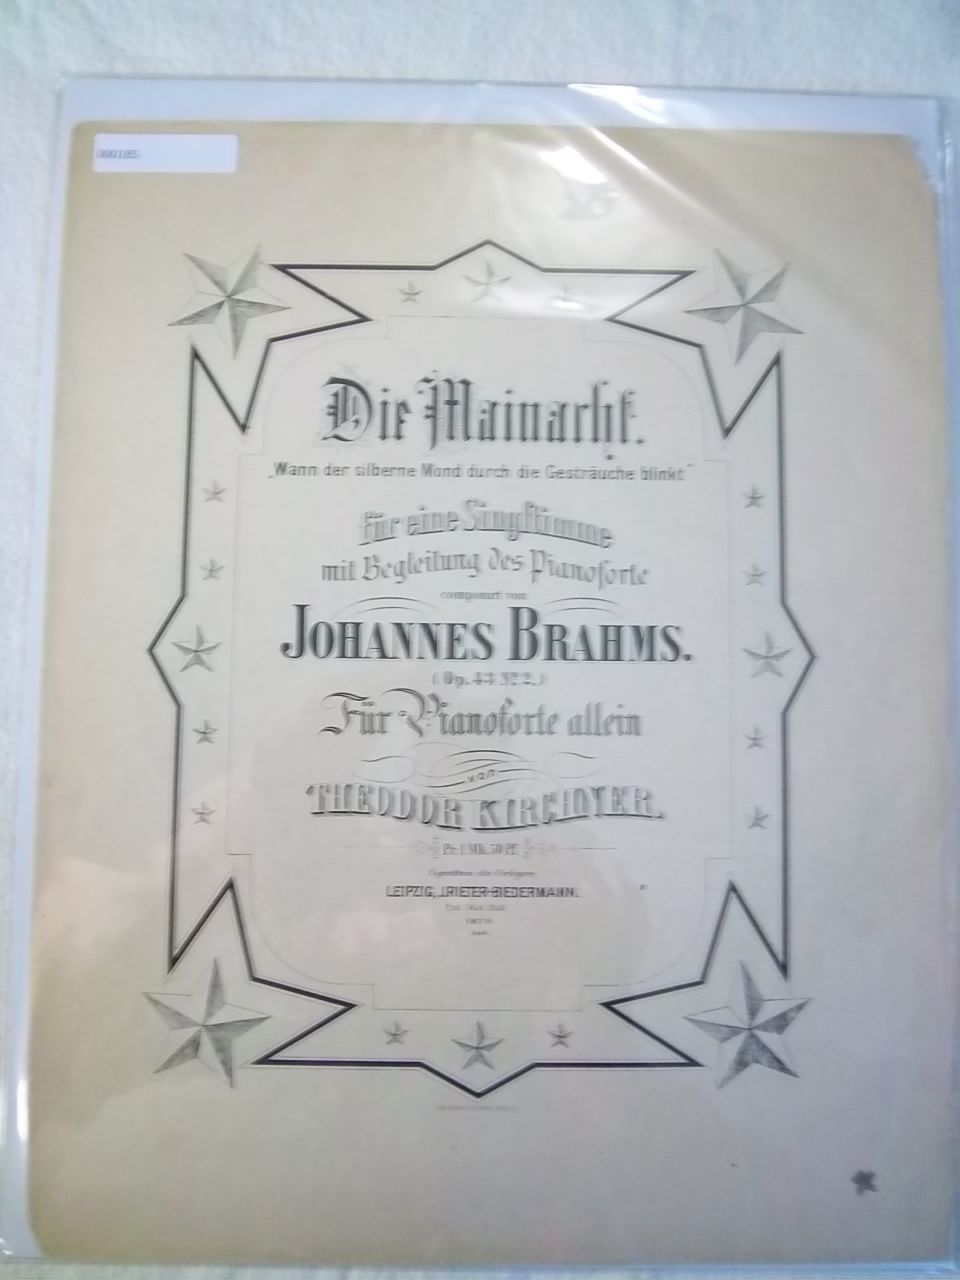 000185
Die Mainacht.
„Wann der silberne Mond durch die Gesträuche blinkt"
für eine Singstimme
mit Begleitung des Pianoforte
componirt von
JOHANNES BRAHMS.
(Op. 43 Nº 2.)
Für Pianoforte allein
von
THEODOR KIRCHNER.
Pr. 1 Mk. 50 Pf.
Eigenthum des Verlegers
LEIPZIG, J. RIETER-BIEDERMANN.